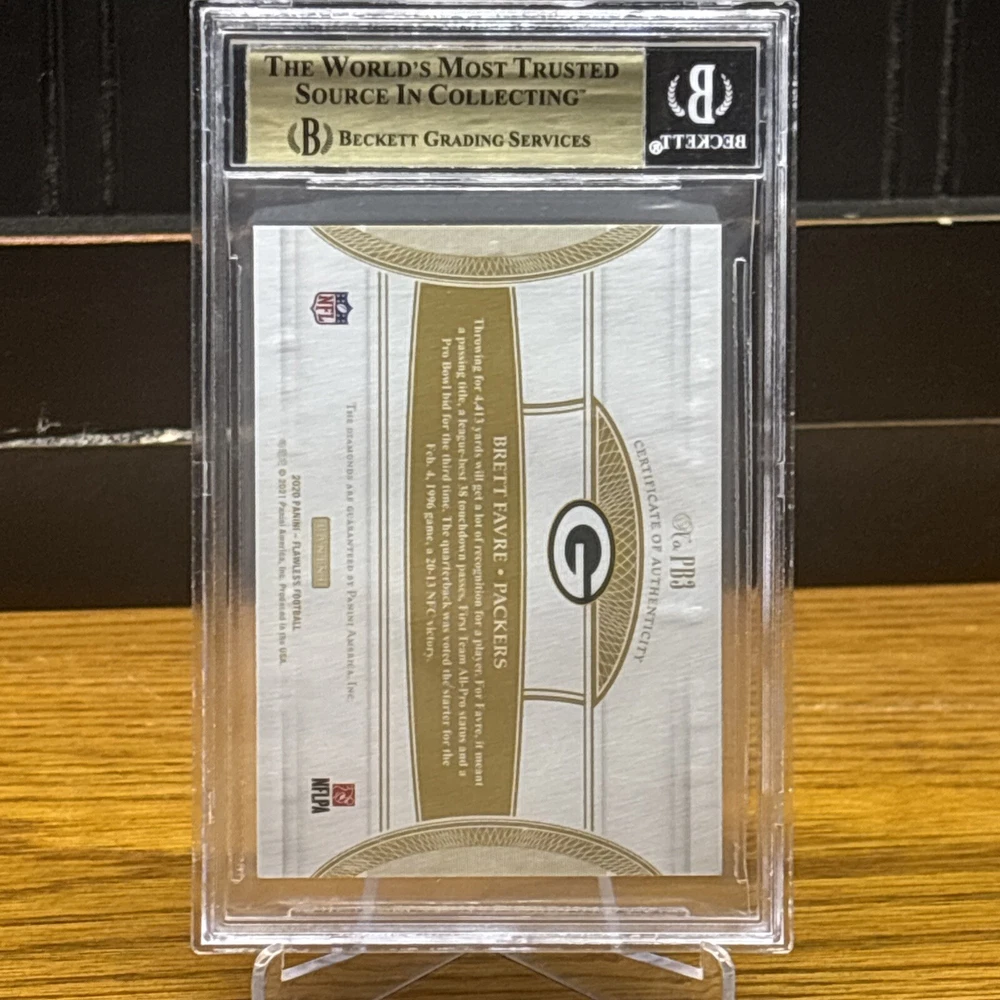 THE WORLD'S MOST TRUSTED
SOURCE IN COLLECTING™
B BECKETT GRADING SERVICES
B
BECKETT®
No. PB3
CERTIFICATE OF AUTHENTICITY
G
BRETT FAVRE • PACKERS
Throwing for 4,413 yards will get a lot of recognition for a player. For Favre, it meant
a passing title, a league-best 38 touchdown passes, First Team All-Pro status and a
Pro Bowl bid for the third time. The quarterback was voted the starter for the
Feb. 4, 1996 game, a 20-13 NFC victory.
NFL
THE DIAMONDS ARE GUARANTEED BY PANINI AMERICA, INC.
PANINI
2020 PANINI – FLAWLESS FOOTBALL
© 2021 Panini America, Inc. Produced in the USA.
NFLPA